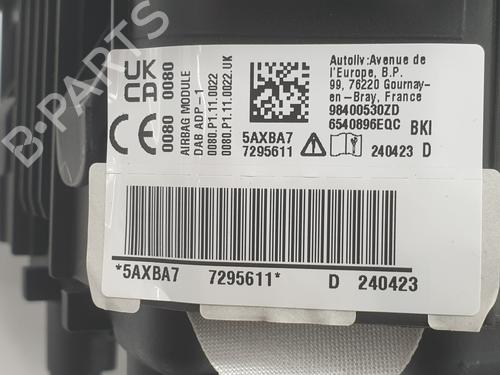 B-PARTS
UK
CA
0080
CE
0080
AIRBAG MODULE
DAB ADP-1
0080.P1.11.0022
0080.P1.11.0022.UK
5AXBA7
7295611
Autoliv:Avenue de
l'Europe, B.P.
99, 76220 Gournay-
en-Bray, France
98400530ZD
6540896EQC BKI
240423 D
*5AXBA7 7295611* D 240423